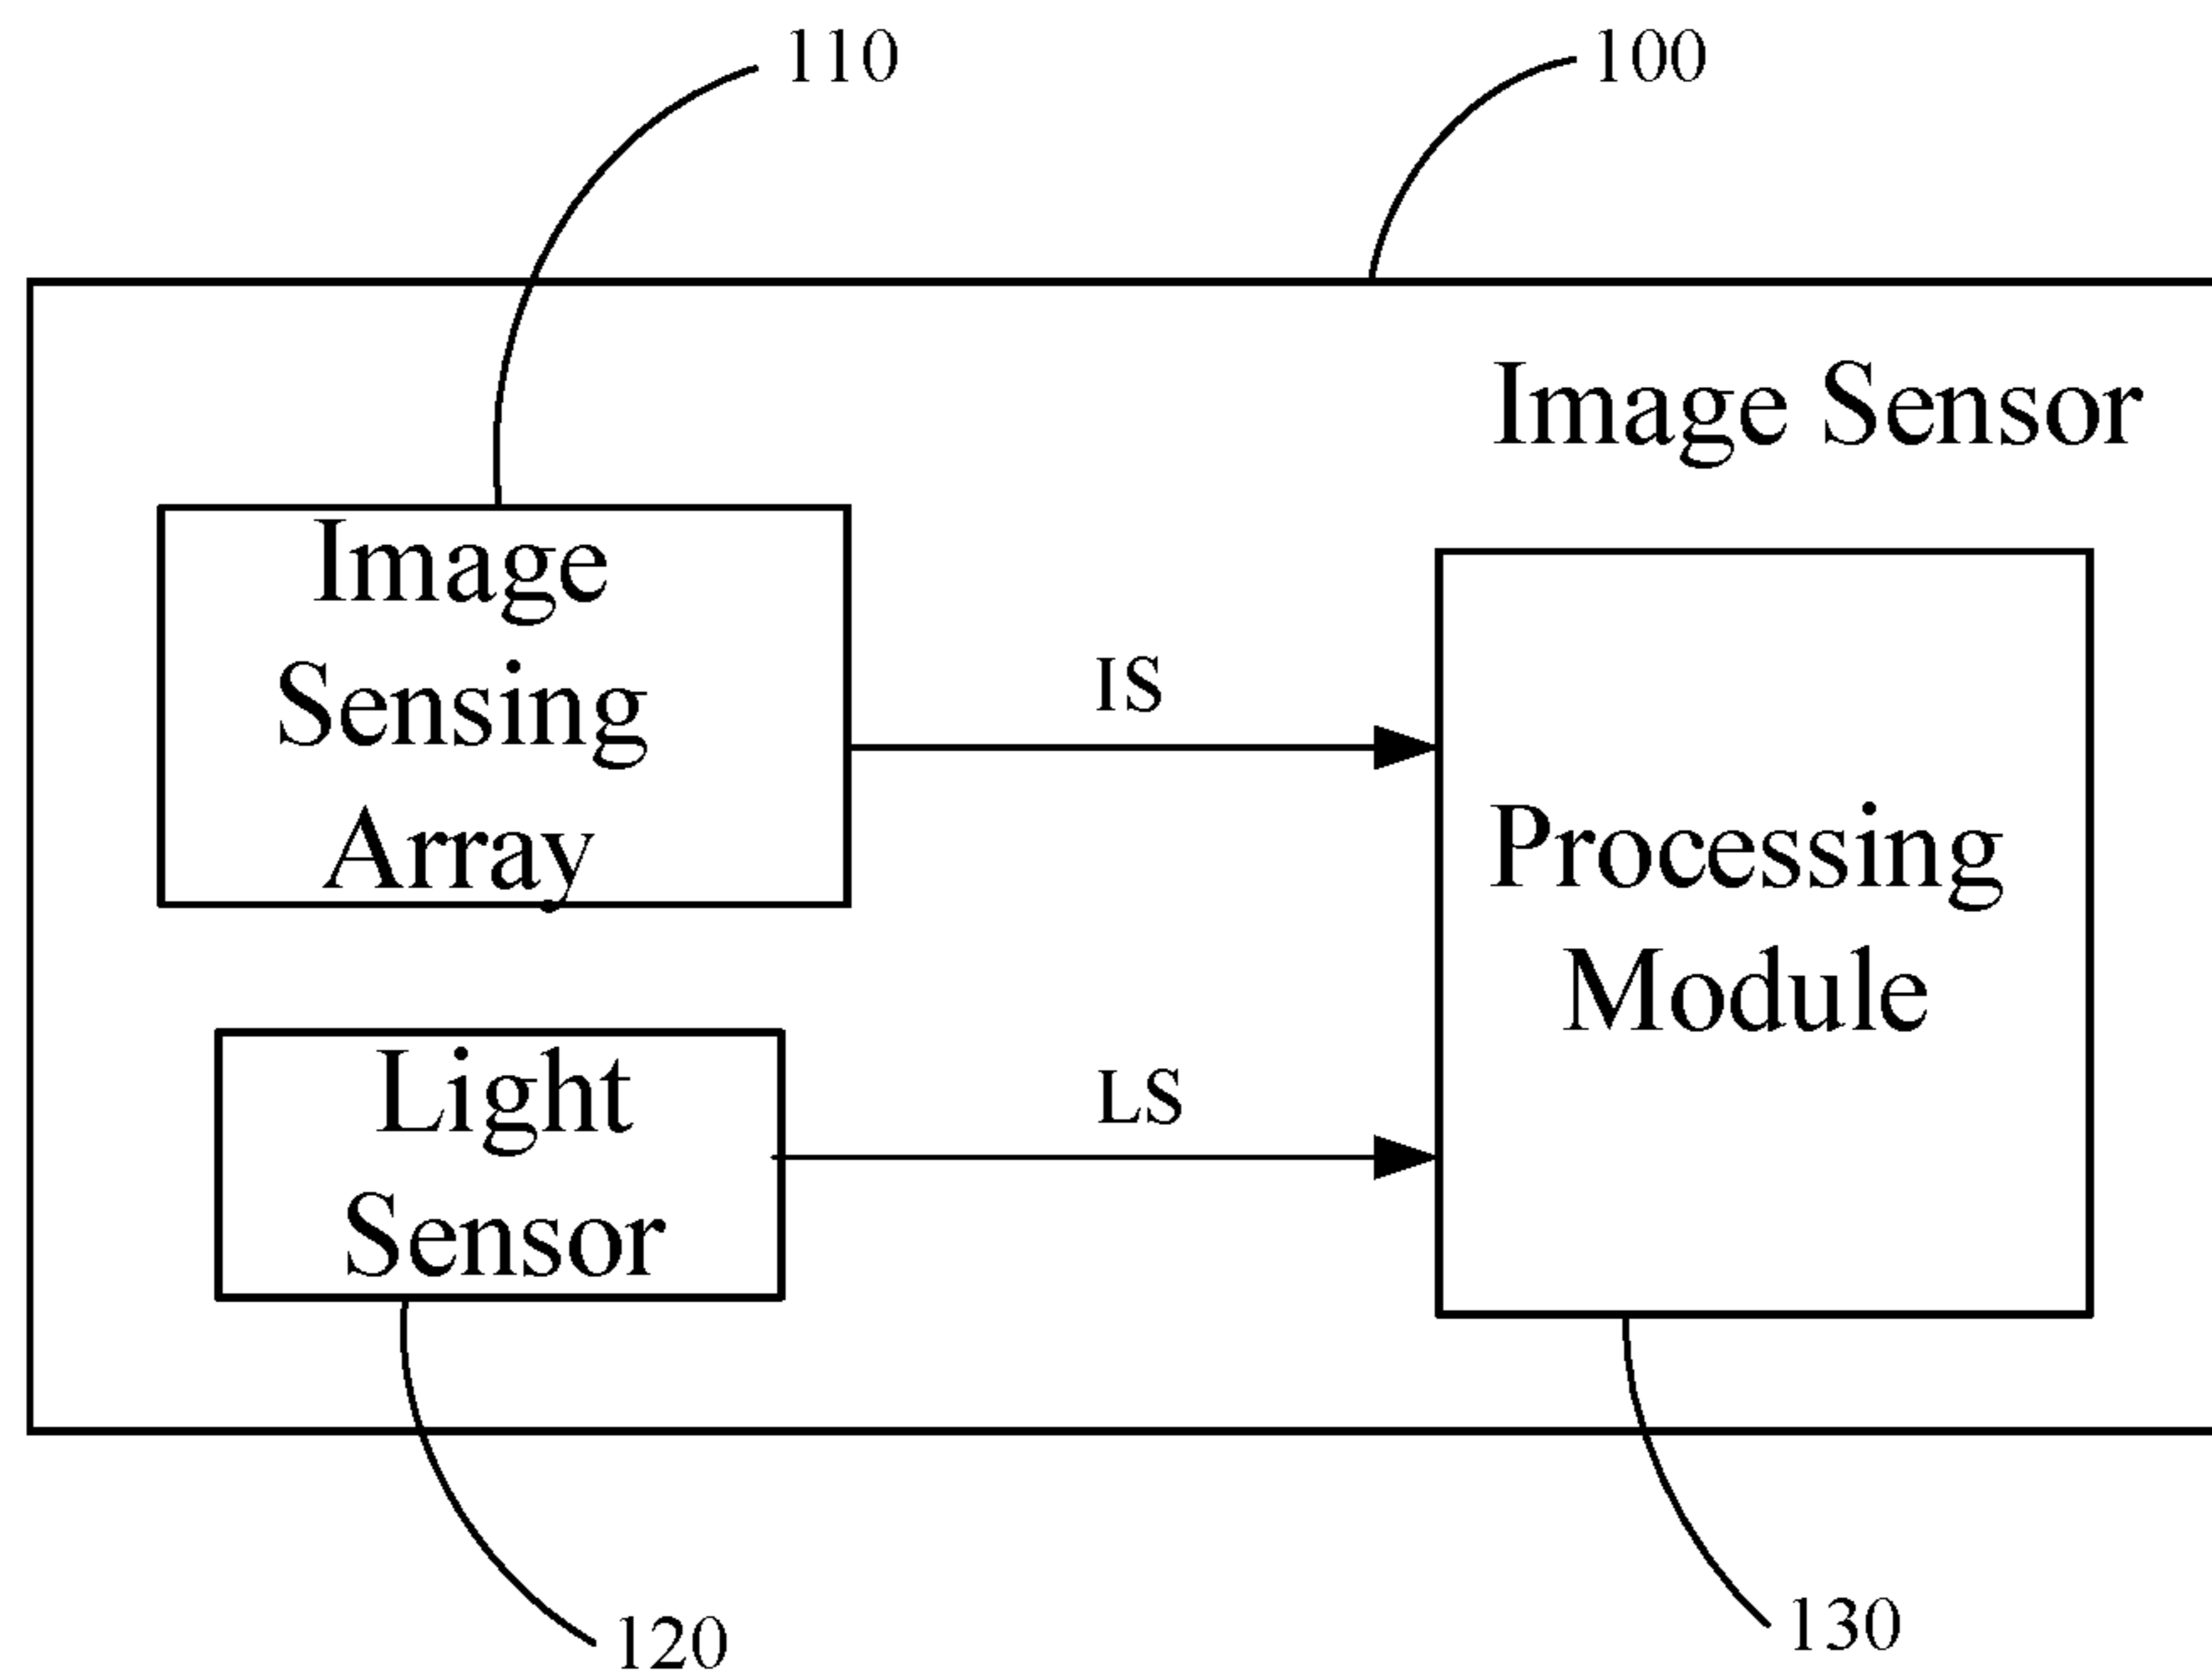 110
100
Image Sensor
Image
Sensing
Array
IS
Processing
Module
Light
Sensor
LS
120
130